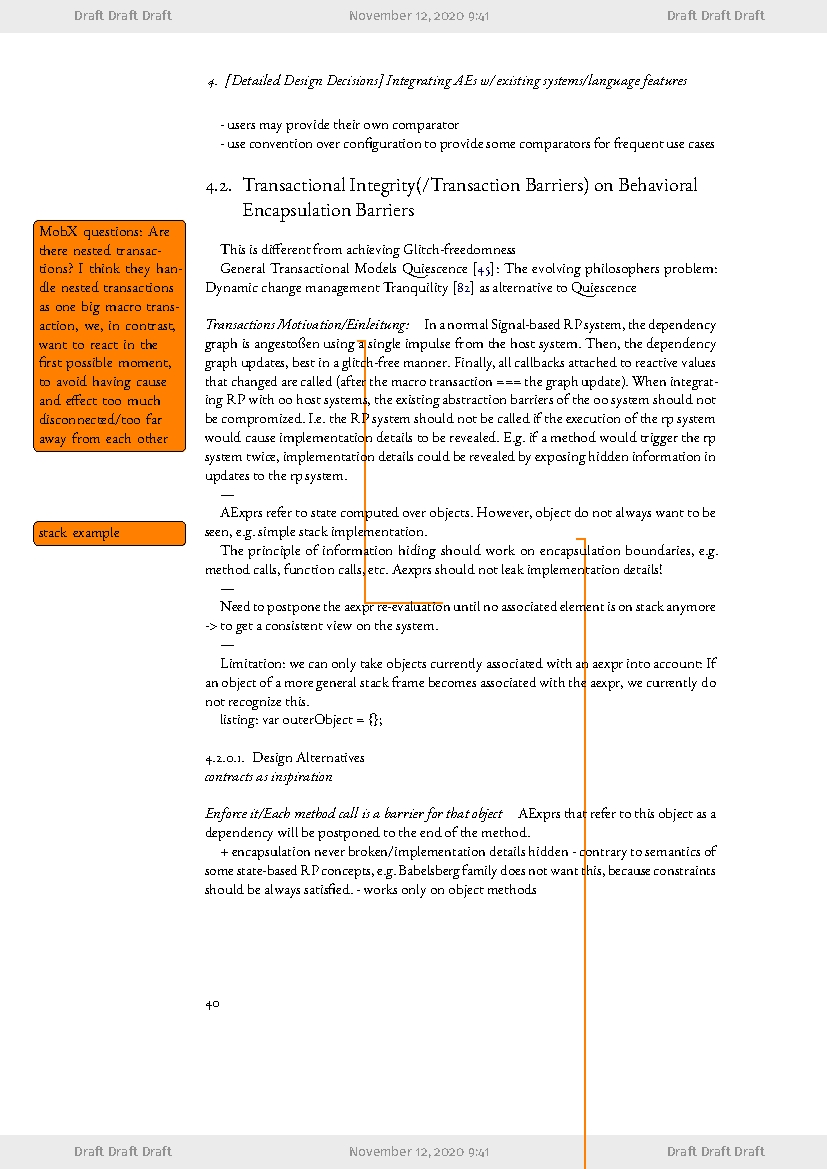 Draft Draft Draft November 12, 2020 9:41 Draft Draft Draft
4. [Detailed Design Decisions] Integrating AEs w/ existing systems/language features
- users may provide their own comparator
- use convention over configuration to provide some comparators for frequent use cases
4.2. Transactional Integrity(/Transaction Barriers) on Behavioral
Encapsulation Barriers
This is different from achieving Glitch-freedomness
General Transactional Models Quiescence [45]: The evolving philosophers problem:
Dynamic change management Tranquility [82] as alternative to Quiescence
MobX questions: Are
there nested transac-
tions? I think they han-
dle nested transactions
as one big macro trans-
action, we, in contrast,
want to react in the
first possible moment,
to avoid having cause
and effect too much
disconnected/too far
away from each other
Transactions Motivation/Einleitung: In a normal Signal-based RP system, the dependency
graph is angestoßen using a single impulse from the host system. Then, the dependency
graph updates, best in a glitch-free manner. Finally, all callbacks attached to reactive values
that changed are called (after the macro transaction === the graph update). When integrat-
ing RP with oo host systems, the existing abstraction barriers of the oo system should not
be compromized. I.e. the RP system should not be called if the execution of the rp system
would cause implementation details to be revealed. E.g. if a method would trigger the rp
system twice, implementation details could be revealed by exposing hidden information in
updates to the rp system.
—
AExprs refer to state computed over objects. However, object do not always want to be
seen, e.g. simple stack implementation.
stack example
The principle of information hiding should work on encapsulation boundaries, e.g.
method calls, function calls, etc. Aexprs should not leak implementation details!
—
Need to postpone the aexpr re-evaluation until no associated element is on stack anymore
-> to get a consistent view on the system.
—
Limitation: we can only take objects currently associated with an aexpr into account: If
an object of a more general stack frame becomes associated with the aexpr, we currently do
not recognize this.
listing: var outerObject = {};
4.2.0.1. Design Alternatives
contracts as inspiration
Enforce it/Each method call is a barrier for that object AExprs that refer to this object as a
dependency will be postponed to the end of the method.
+ encapsulation never broken/implementation details hidden - contrary to semantics of
some state-based RP concepts, e.g. Babelsberg family does not want this, because constraints
should be always satisfied. - works only on object methods
40
Draft Draft Draft November 12, 2020 9:41 Draft Draft Draft